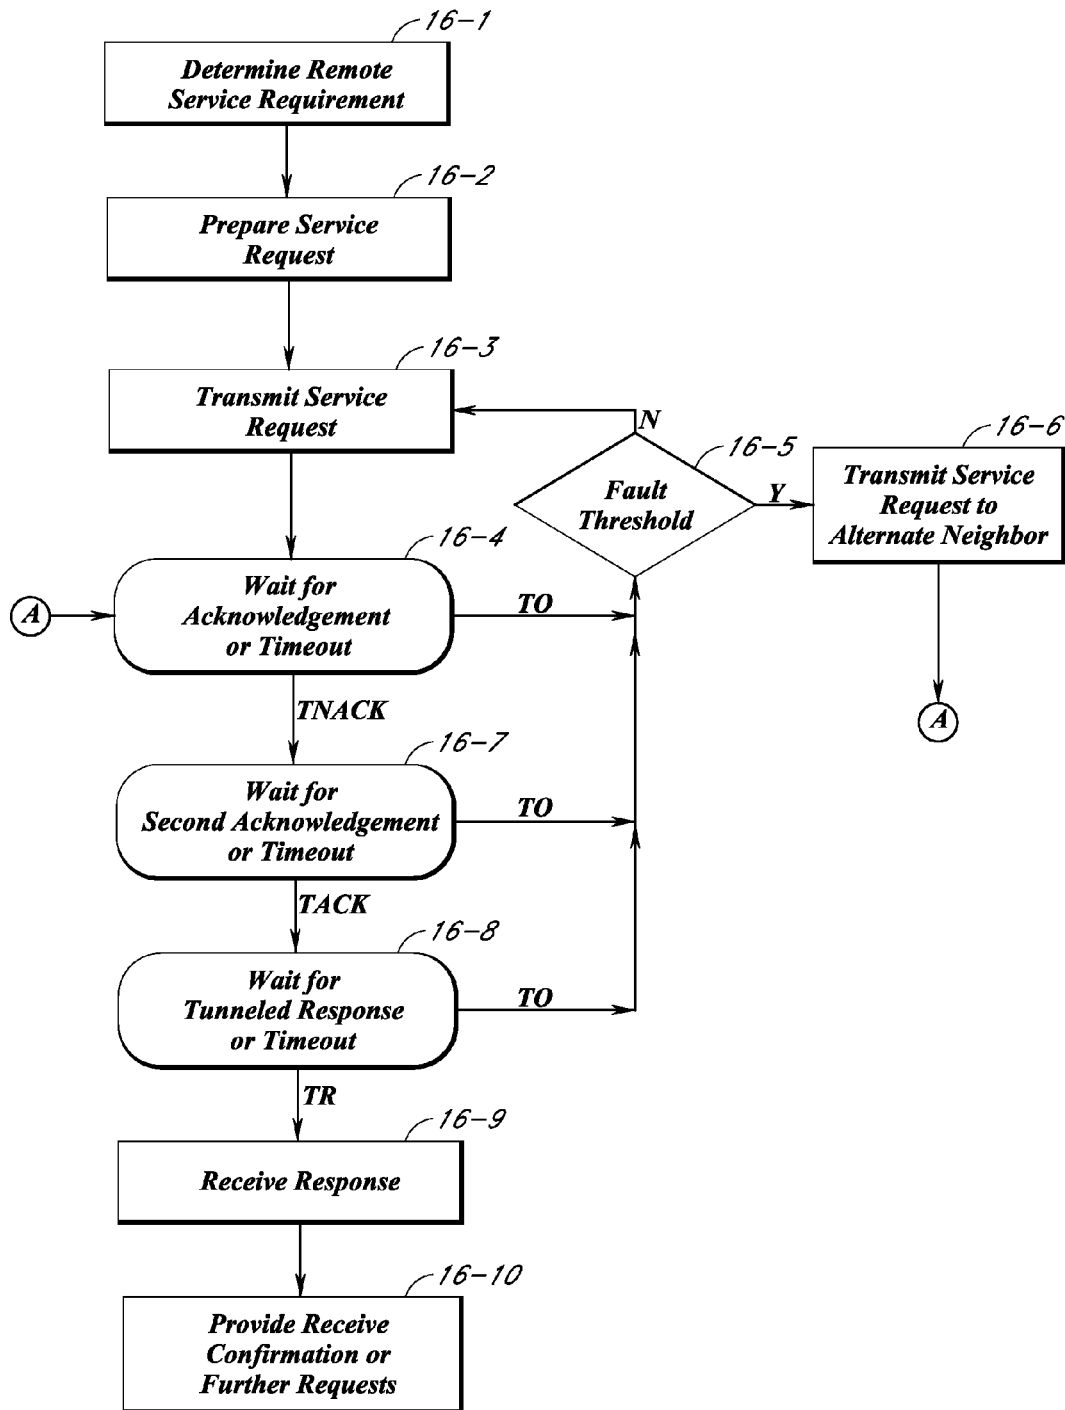 16-1
Determine Remote
Service Requirement
16-2
Prepare Service
Request
16-3
Transmit Service
Request
N
16-5
Fault
Threshold
Y
16-6
Transmit Service
Request to
Alternate Neighbor
16-4
A
Wait for
Acknowledgement
or Timeout
TO
TNACK
A
16-7
Wait for
Second Acknowledgement
or Timeout
TO
TACK
16-8
Wait for
Tunneled Response
or Timeout
TO
TR
16-9
Receive Response
16-10
Provide Receive
Confirmation or
Further Requests